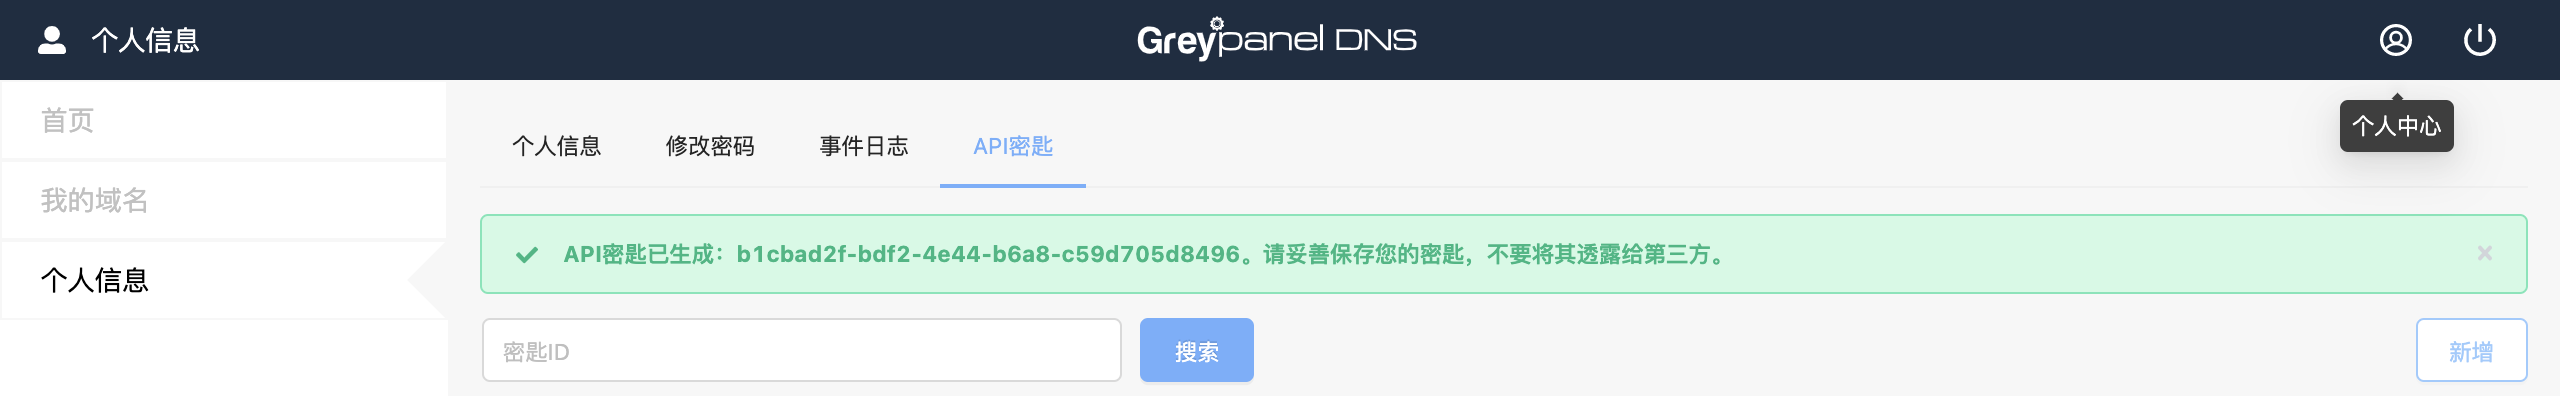 个人信息
Greypanel DNS
首页
我的域名
个人信息
个人信息 修改密码 事件日志 API密匙
个人中心
API密匙已生成：b1cbad2f-bdf2-4e44-b6a8-c59d705d8496。请妥善保存您的密匙，不要将其透露给第三方。
密匙ID 搜索 新增